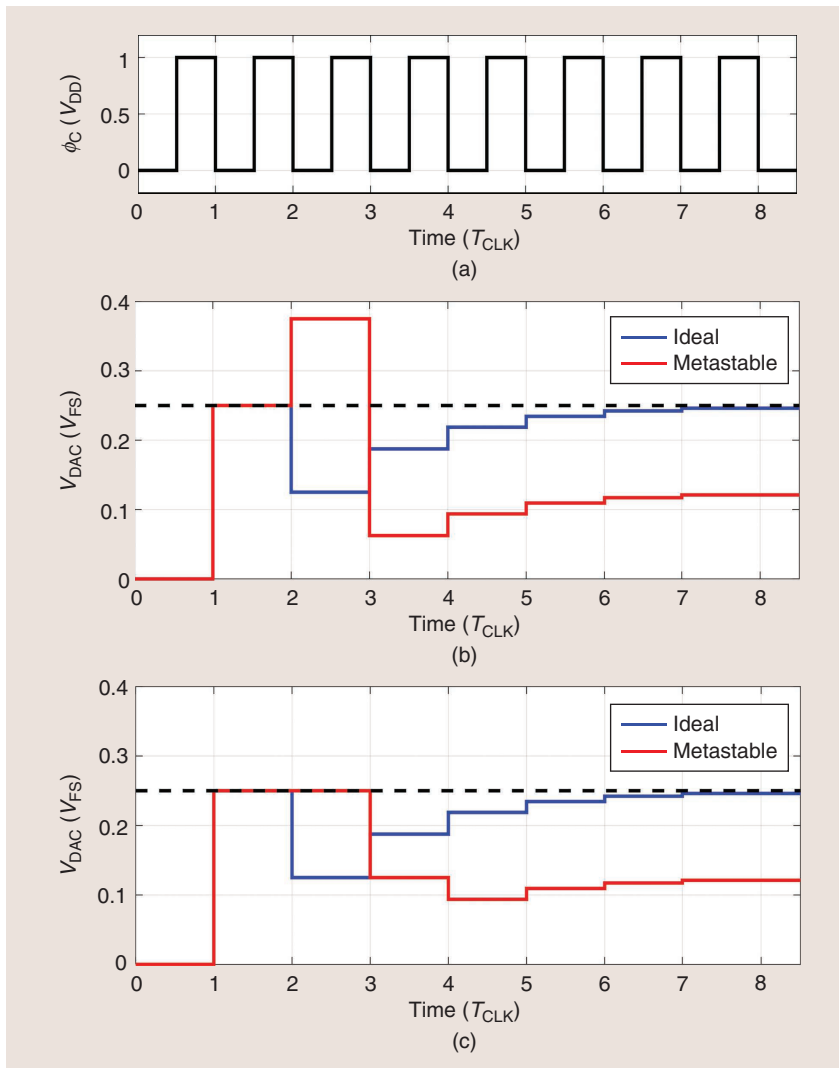 1
0.5
0
ϕC (VDD)
0 1 2 3 4 5 6 7 8
Time (TCLK)
(a)
0.4
0.3
0.2
0.1
0
VDAC (VFS)
Ideal
Metastable
0 1 2 3 4 5 6 7 8
Time (TCLK)
(b)
0.4
0.3
0.2
0.1
0
VDAC (VFS)
Ideal
Metastable
0 1 2 3 4 5 6 7 8
Time (TCLK)
(c)